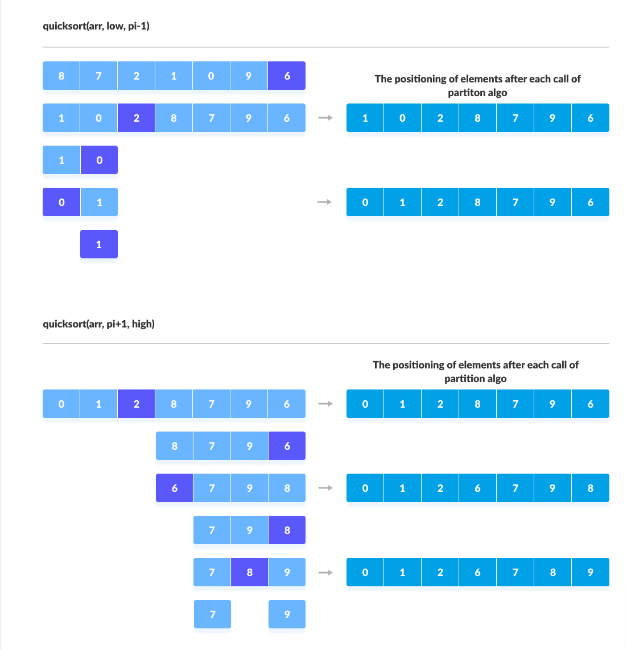 quicksort(arr, low, pi-1)
8 7 2 1 0 9 6
The positioning of elements after each call of
partiton algo
1 0 2 8 7 9 6 → 1 0 2 8 7 9 6
1 0
0 1 → 0 1 2 8 7 9 6
1
quicksort(arr, pi+1, high)
The positioning of elements after each call of
partition algo
0 1 2 8 7 9 6 → 0 1 2 8 7 9 6
8 7 9 6
6 7 9 8 → 0 1 2 6 7 9 8
7 9 8
7 8 9 → 0 1 2 6 7 8 9
7 9